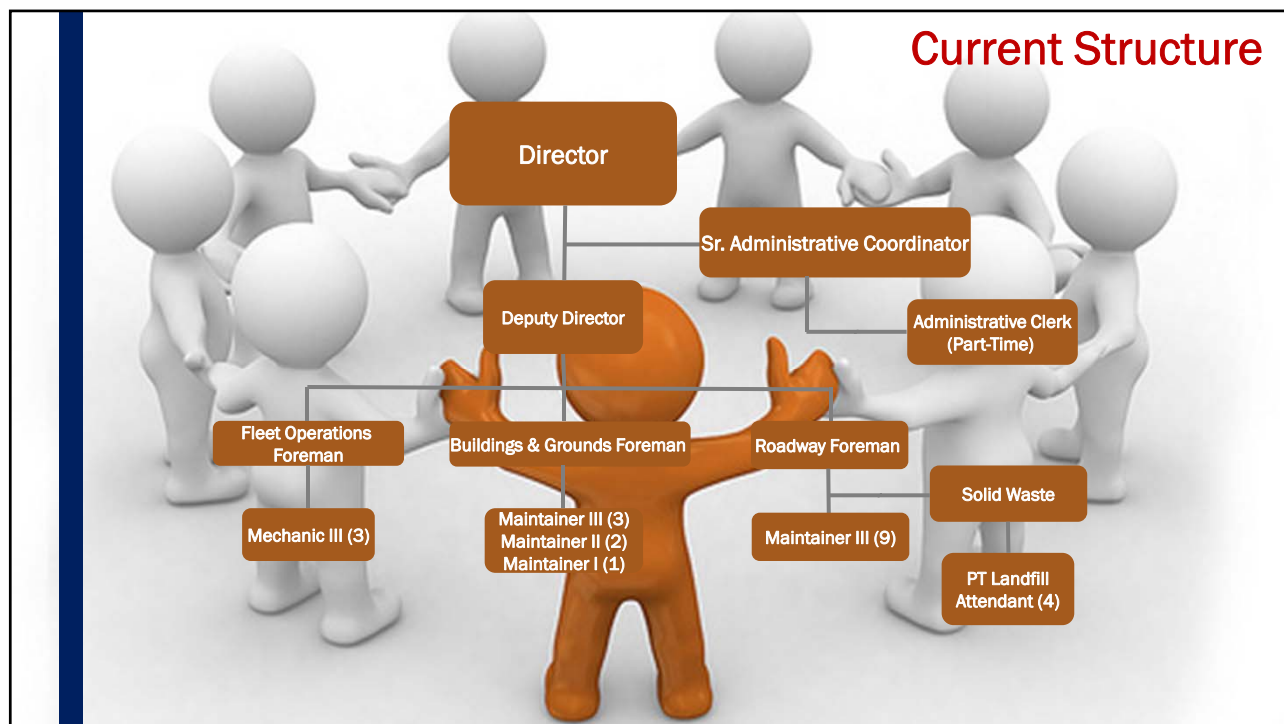 Current Structure
Director
Sr. Administrative Coordinator
Deputy Director
Administrative Clerk
(Part-Time)
Fleet Operations
Foreman
Buildings & Grounds Foreman
Roadway Foreman
Solid Waste
Mechanic III (3)
Maintainer III (3)
Maintainer II (2)
Maintainer I (1)
Maintainer III (9)
PT Landfill
Attendant (4)